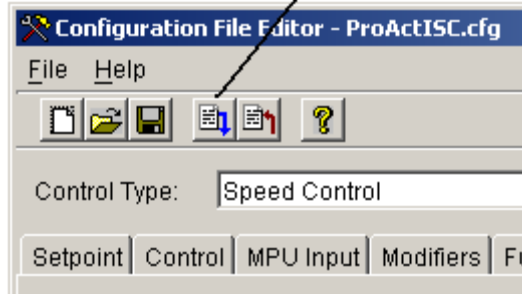 Configuration File Editor - ProActISC.cfg
File Help
Control Type: Speed Control
Setpoint Control MPU Input Modifiers